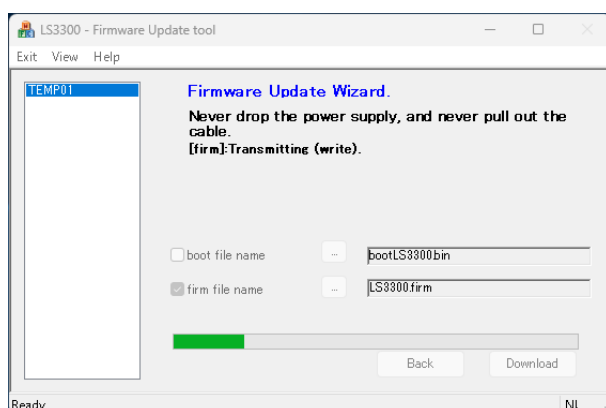 LS3300 - Firmware Update tool
Exit View Help
TEMP01
Firmware Update Wizard.
Never drop the power supply, and never pull out the
cable.
[firm]:Transmitting (write).
boot file name ... bootLS3300.bin
firm file name ... LS3300.firm
Back Download
Ready NL